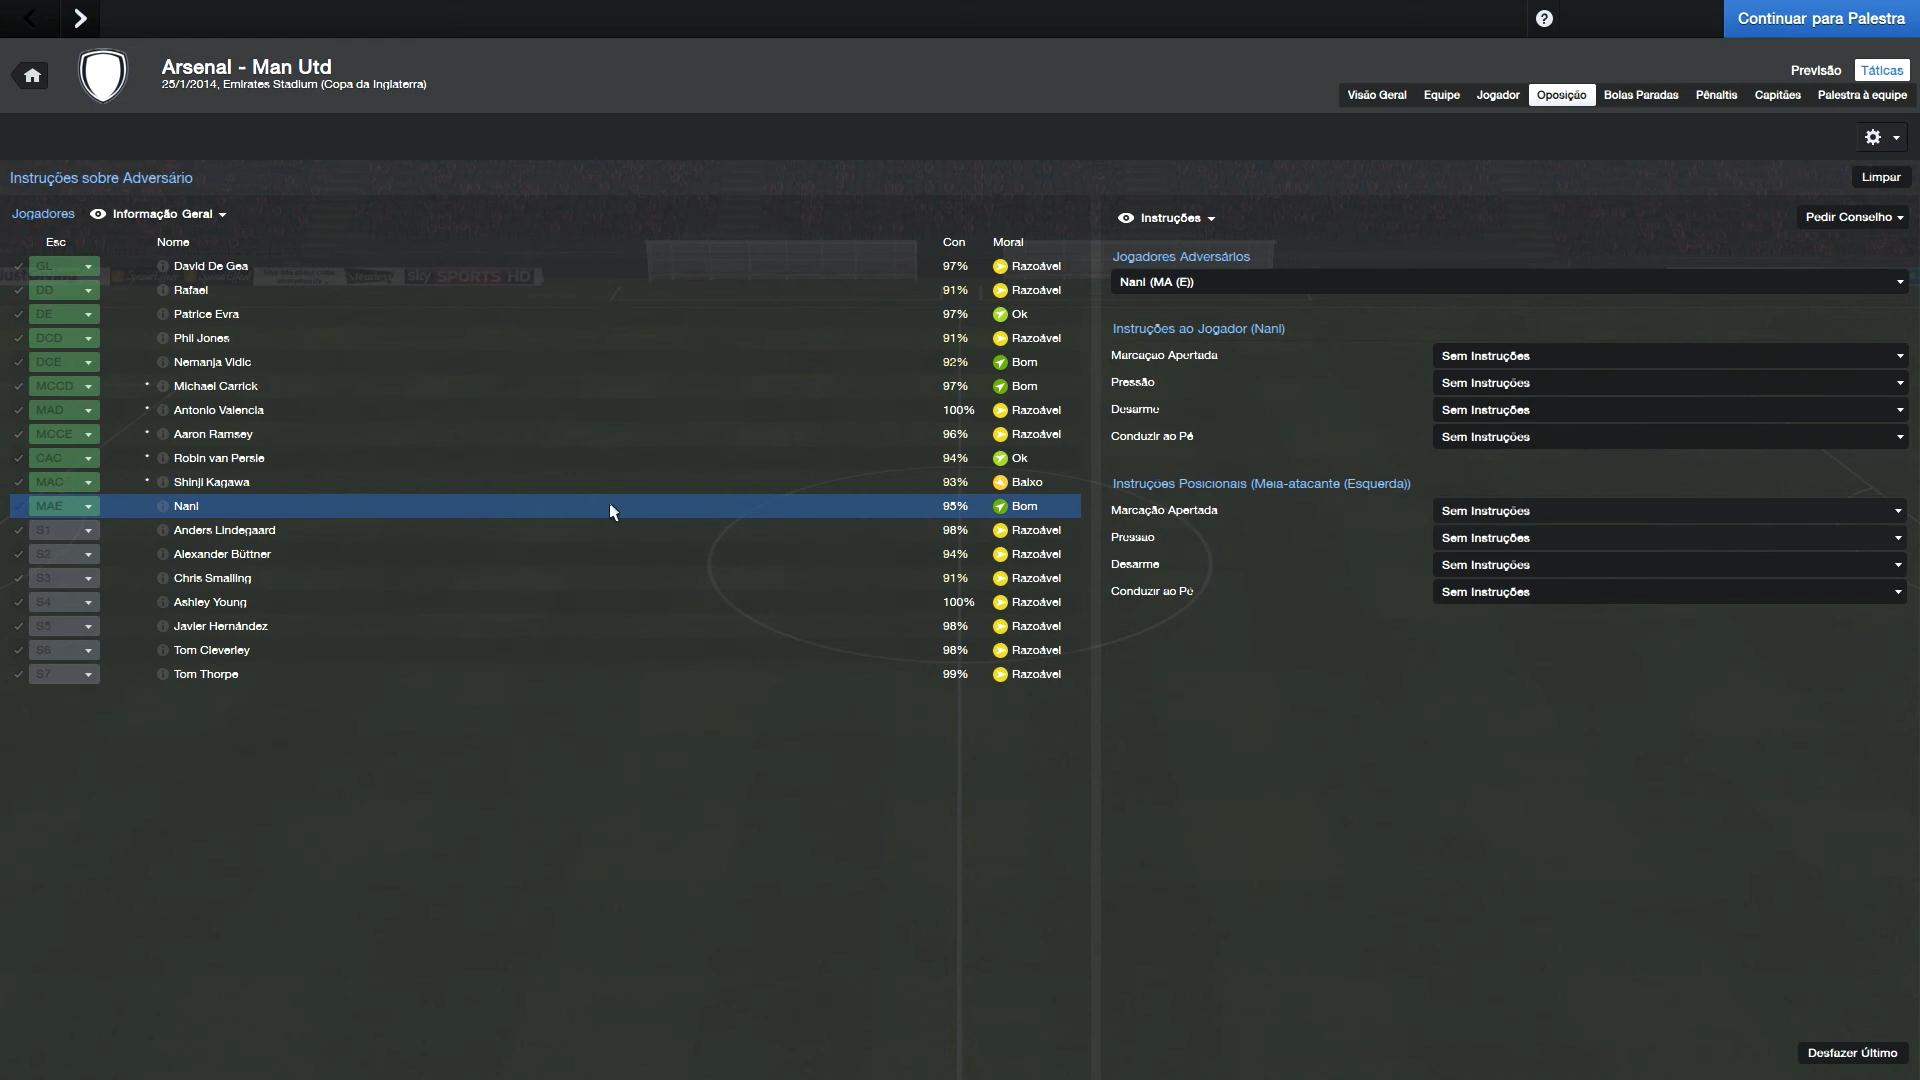 Continuar para Palestra
Arsenal - Man Utd
25/1/2014, Emirates Stadium (Copa da Inglaterra)
Previsão Táticas
Visão Geral Equipe Jogador Oposição Bolas Paradas Pênaltis Capitães Palestra à equipe
Instruções sobre Adversário
Limpar
Jogadores Informação Geral
Instruções
Pedir Conselho
Esc Nome Con Moral
GL David De Gea 97% Razoável
DD Rafael 91% Razoável
DE Patrice Evra 97% Ok
DCD Phil Jones 91% Razoável
DCE Nemanja Vidic 92% Bom
MCCD * Michael Carrick 97% Bom
MAD * Antonio Valencia 100% Razoável
MCCE * Aaron Ramsey 96% Razoável
CAC * Robin van Persie 94% Ok
MAC * Shinji Kagawa 93% Baixo
MAE Nani 95% Bom
S1 Anders Lindegaard 98% Razoável
S2 Alexander Büttner 94% Razoável
S3 Chris Smalling 91% Razoável
S4 Ashley Young 100% Razoável
S5 Javier Hernández 98% Razoável
S6 Tom Cleverley 98% Razoável
S7 Tom Thorpe 99% Razoável
sky SPORTS HD
Jogadores Adversários
Nani (MA (E))
Instruções ao Jogador (Nani)
Marcação Apertada Sem Instruções
Pressão Sem Instruções
Desarme Sem Instruções
Conduzir ao Pé Sem Instruções
Instruções Posicionais (Meia-atacante (Esquerda))
Marcação Apertada Sem Instruções
Pressão Sem Instruções
Desarme Sem Instruções
Conduzir ao Pé Sem Instruções
Desfazer Último